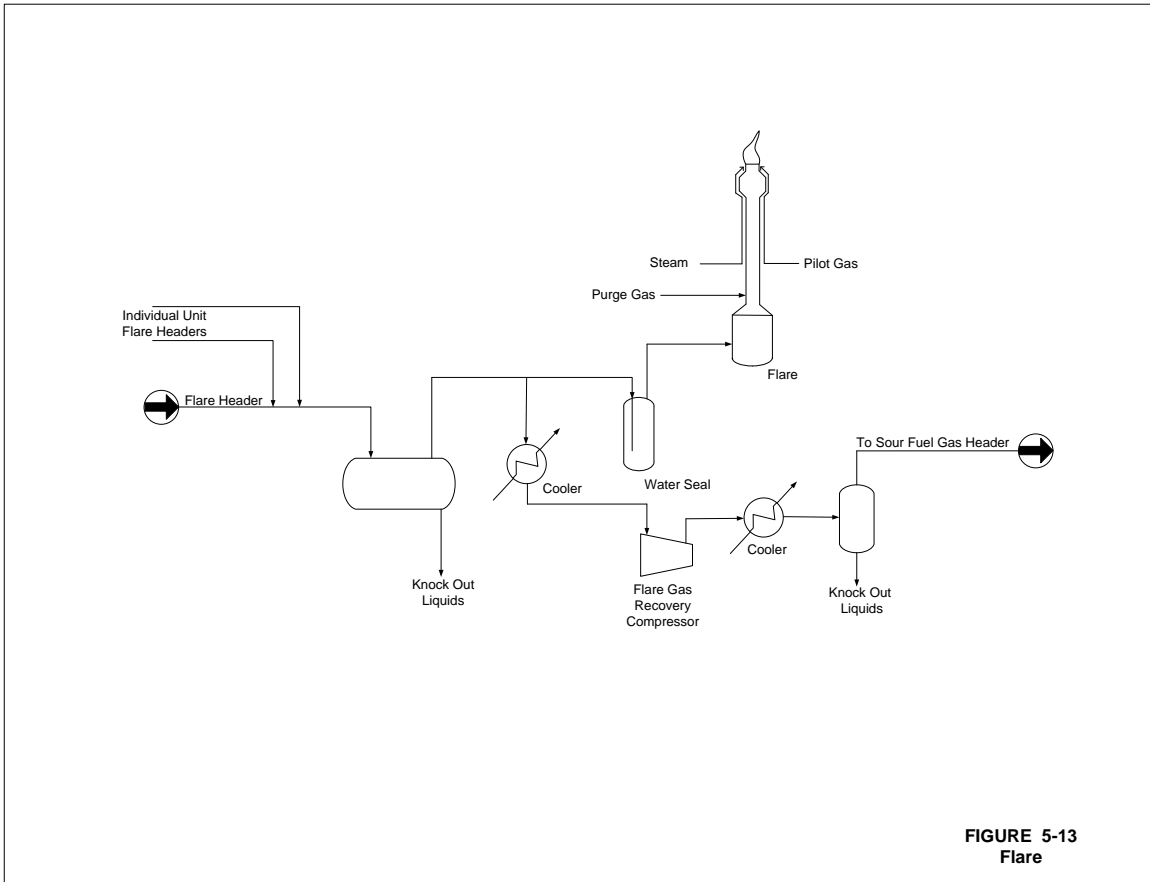 Steam
Pilot Gas
Purge Gas
Individual Unit
Flare Headers
Flare
Flare Header
To Sour Fuel Gas Header
Water Seal
Cooler
Cooler
Knock Out
Liquids
Flare Gas
Recovery
Compressor
Knock Out
Liquids
FIGURE 5-13
Flare